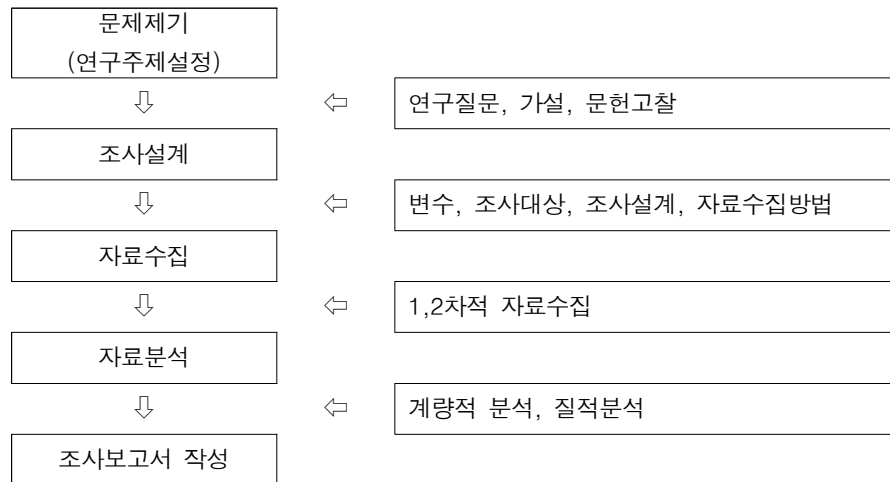 문제제기
(연구주제설정)
⇩ ⇦ 연구질문, 가설, 문헌고찰
조사설계
⇩ ⇦ 변수, 조사대상, 조사설계, 자료수집방법
자료수집
⇩ ⇦ 1,2차적 자료수집
자료분석
⇩ ⇦ 계량적 분석, 질적분석
조사보고서 작성